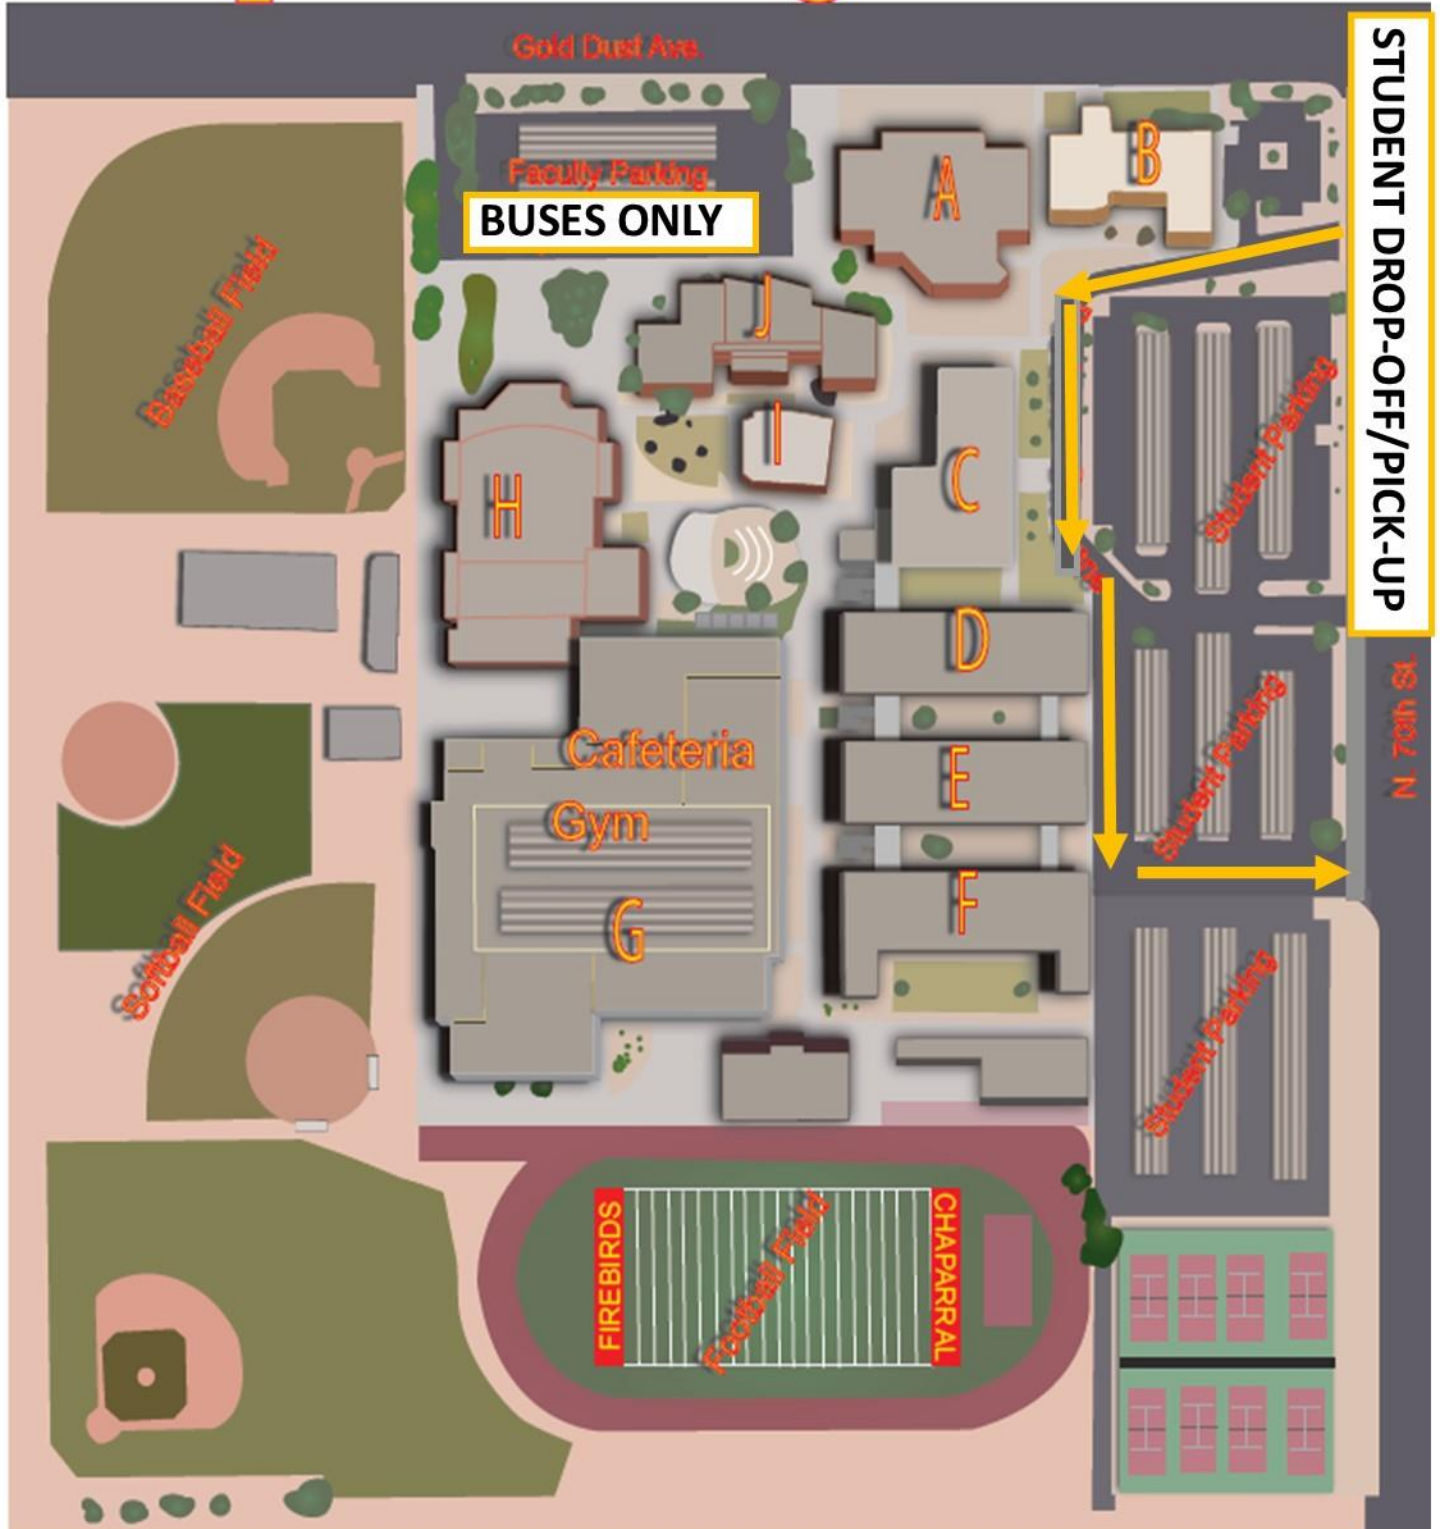 Gold Dust Ave.
Faculty Parking
BUSES ONLY
STUDENT DROP-OFF/PICK-UP
A
B
J
I
C
H
D
E
F
Cafeteria
Gym
G
Baseball Field
Softball Field
Student Parking
Student Parking
Student Parking
N. 70th St.
FIREBIRDS
Football Field
CHAPARRAL